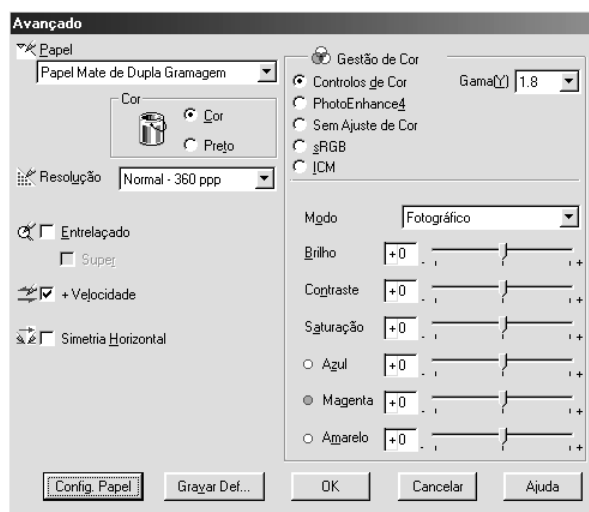 Avançado
Papel
Papel Mate de Dupla Gramagem
Cor
Cor
Preto
Resolução Normal - 360 ppp
Entrelaçado
Super
+ Velocidade
Simetria Horizontal
Gestão de Cor
Controlos de Cor Gama(Y) 1.8
PhotoEnhance4
Sem Ajuste de Cor
sRGB
ICM
Modo Fotográfico
Brilho +0 - +
Contraste +0 - +
Saturação +0 - +
Azul +0 - +
Magenta +0 - +
Amarelo +0 - +
Config. Papel Gravar Def... OK Cancelar Ajuda